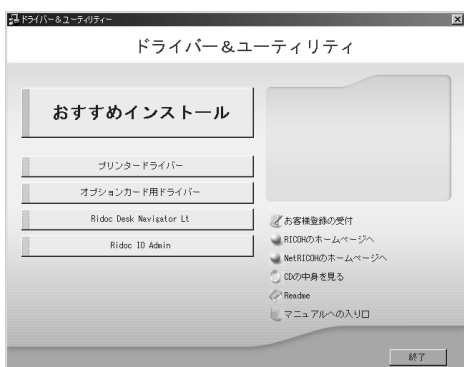 ドライバー＆ユーティリティー
ドライバー＆ユーティリティ
おすすめインストール
プリンタードライバー
オプションカード用ドライバー
Ridoc Desk Navigator Lt
Ridoc IO Admin
お客様登録の受付
RICOHのホームページへ
NetRICOHのホームページへ
CDの中身を見る
Readme
マニュアルへの入り口
終了